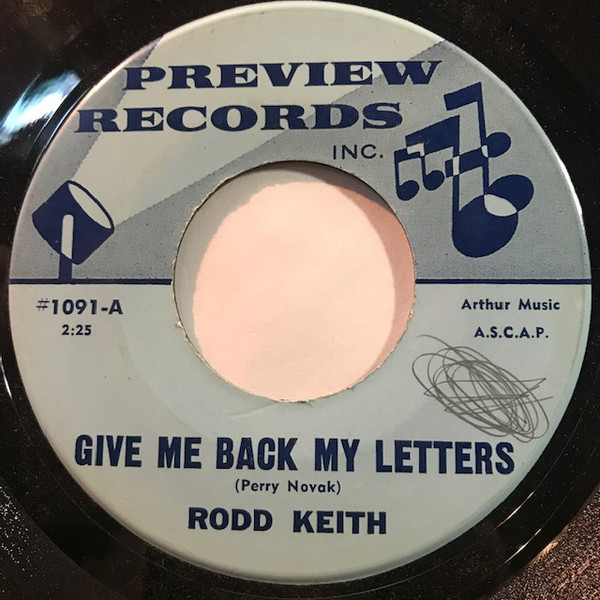 PREVIEW
RECORDS
INC.
#1091-A
2:25
Arthur Music
A.S.C.A.P.
GIVE ME BACK MY LETTERS
(Perry Novak)
RODD KEITH